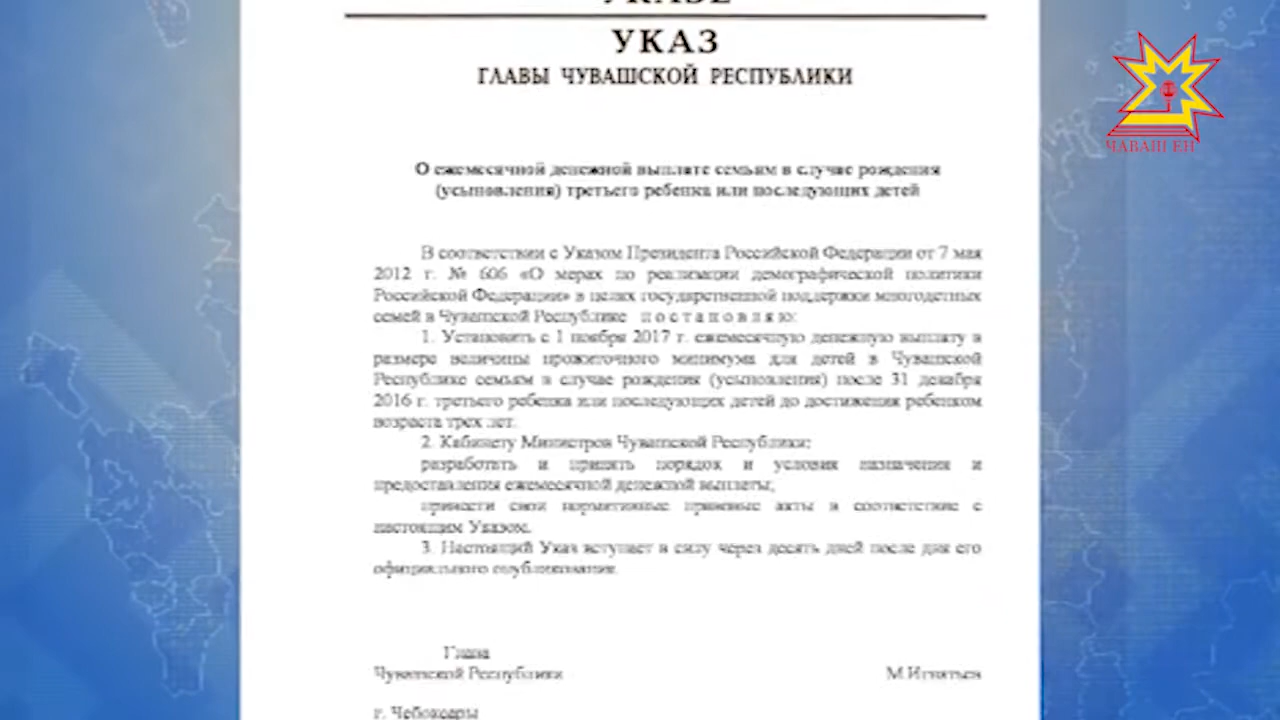 УКАЗЕ
УКАЗ
ГЛАВЫ ЧУВАШСКОЙ РЕСПУБЛИКИ
ЧАВАШ ЕН
О ежемесячной денежной выплате семьям в случае рождения
(усыновления) третьего ребенка или последующих детей
В соответствии с Указом Президента Российской Федерации от 7 мая
2012 г. № 606 «О мерах по реализации демографической политики
Российской Федерации» в целях государственной поддержки многодетных
семей в Чувашской Республике п о с т а н о в л я ю:
1. Установить с 1 ноября 2017 г. ежемесячную денежную выплату в
размере величины прожиточного минимума для детей в Чувашской
Республике семьям в случае рождения (усыновления) после 31 декабря
2016 г. третьего ребенка или последующих детей до достижения ребенком
возраста трех лет.
2. Кабинету Министров Чувашской Республики:
разработать и принять порядок и условия назначения и
предоставления ежемесячной денежной выплаты;
привести свои нормативные правовые акты в соответствие с
настоящим Указом.
3. Настоящий Указ вступает в силу через десять дней после дня его
официального опубликования.
Глава
Чувашской Республики М.Игнатьев
г. Чебоксары